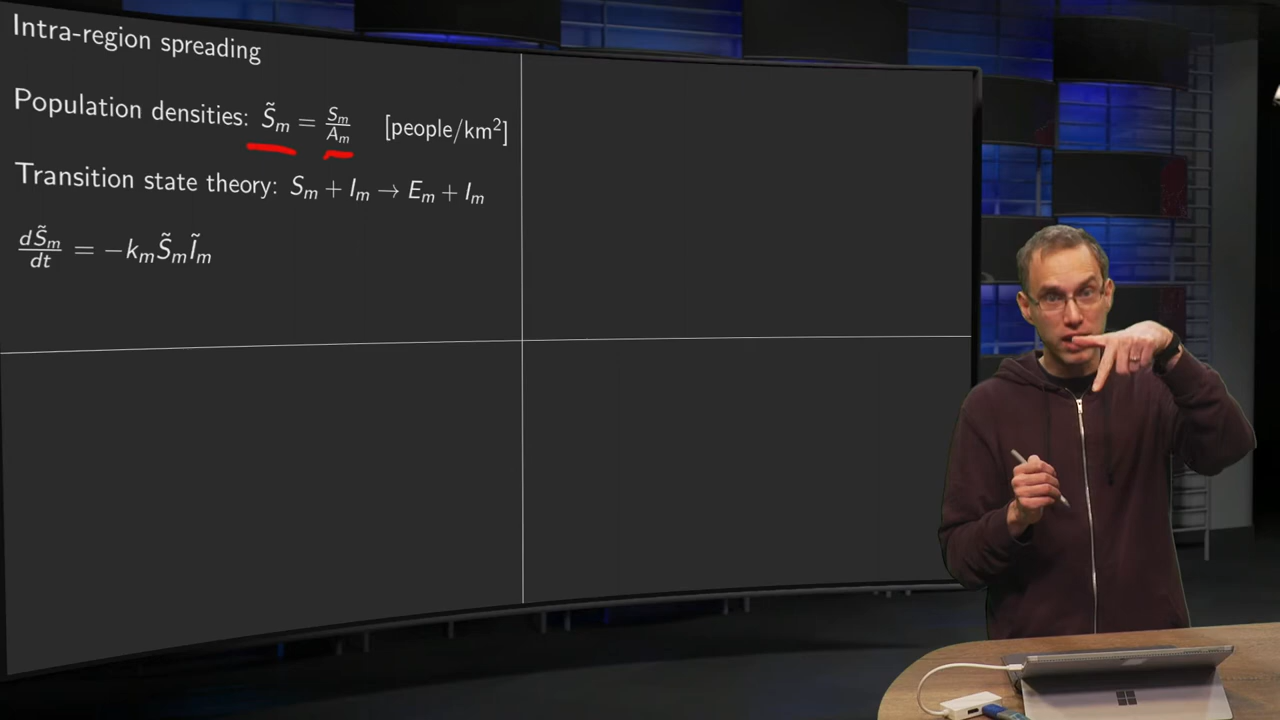 Intra-region spreading
Population densities: S̃ₘ = Sₘ/Aₘ [people/km²]
Transition state theory: Sₘ + Iₘ → Eₘ + Iₘ
dS̃ₘ/dt = −kₘS̃ₘĨₘ